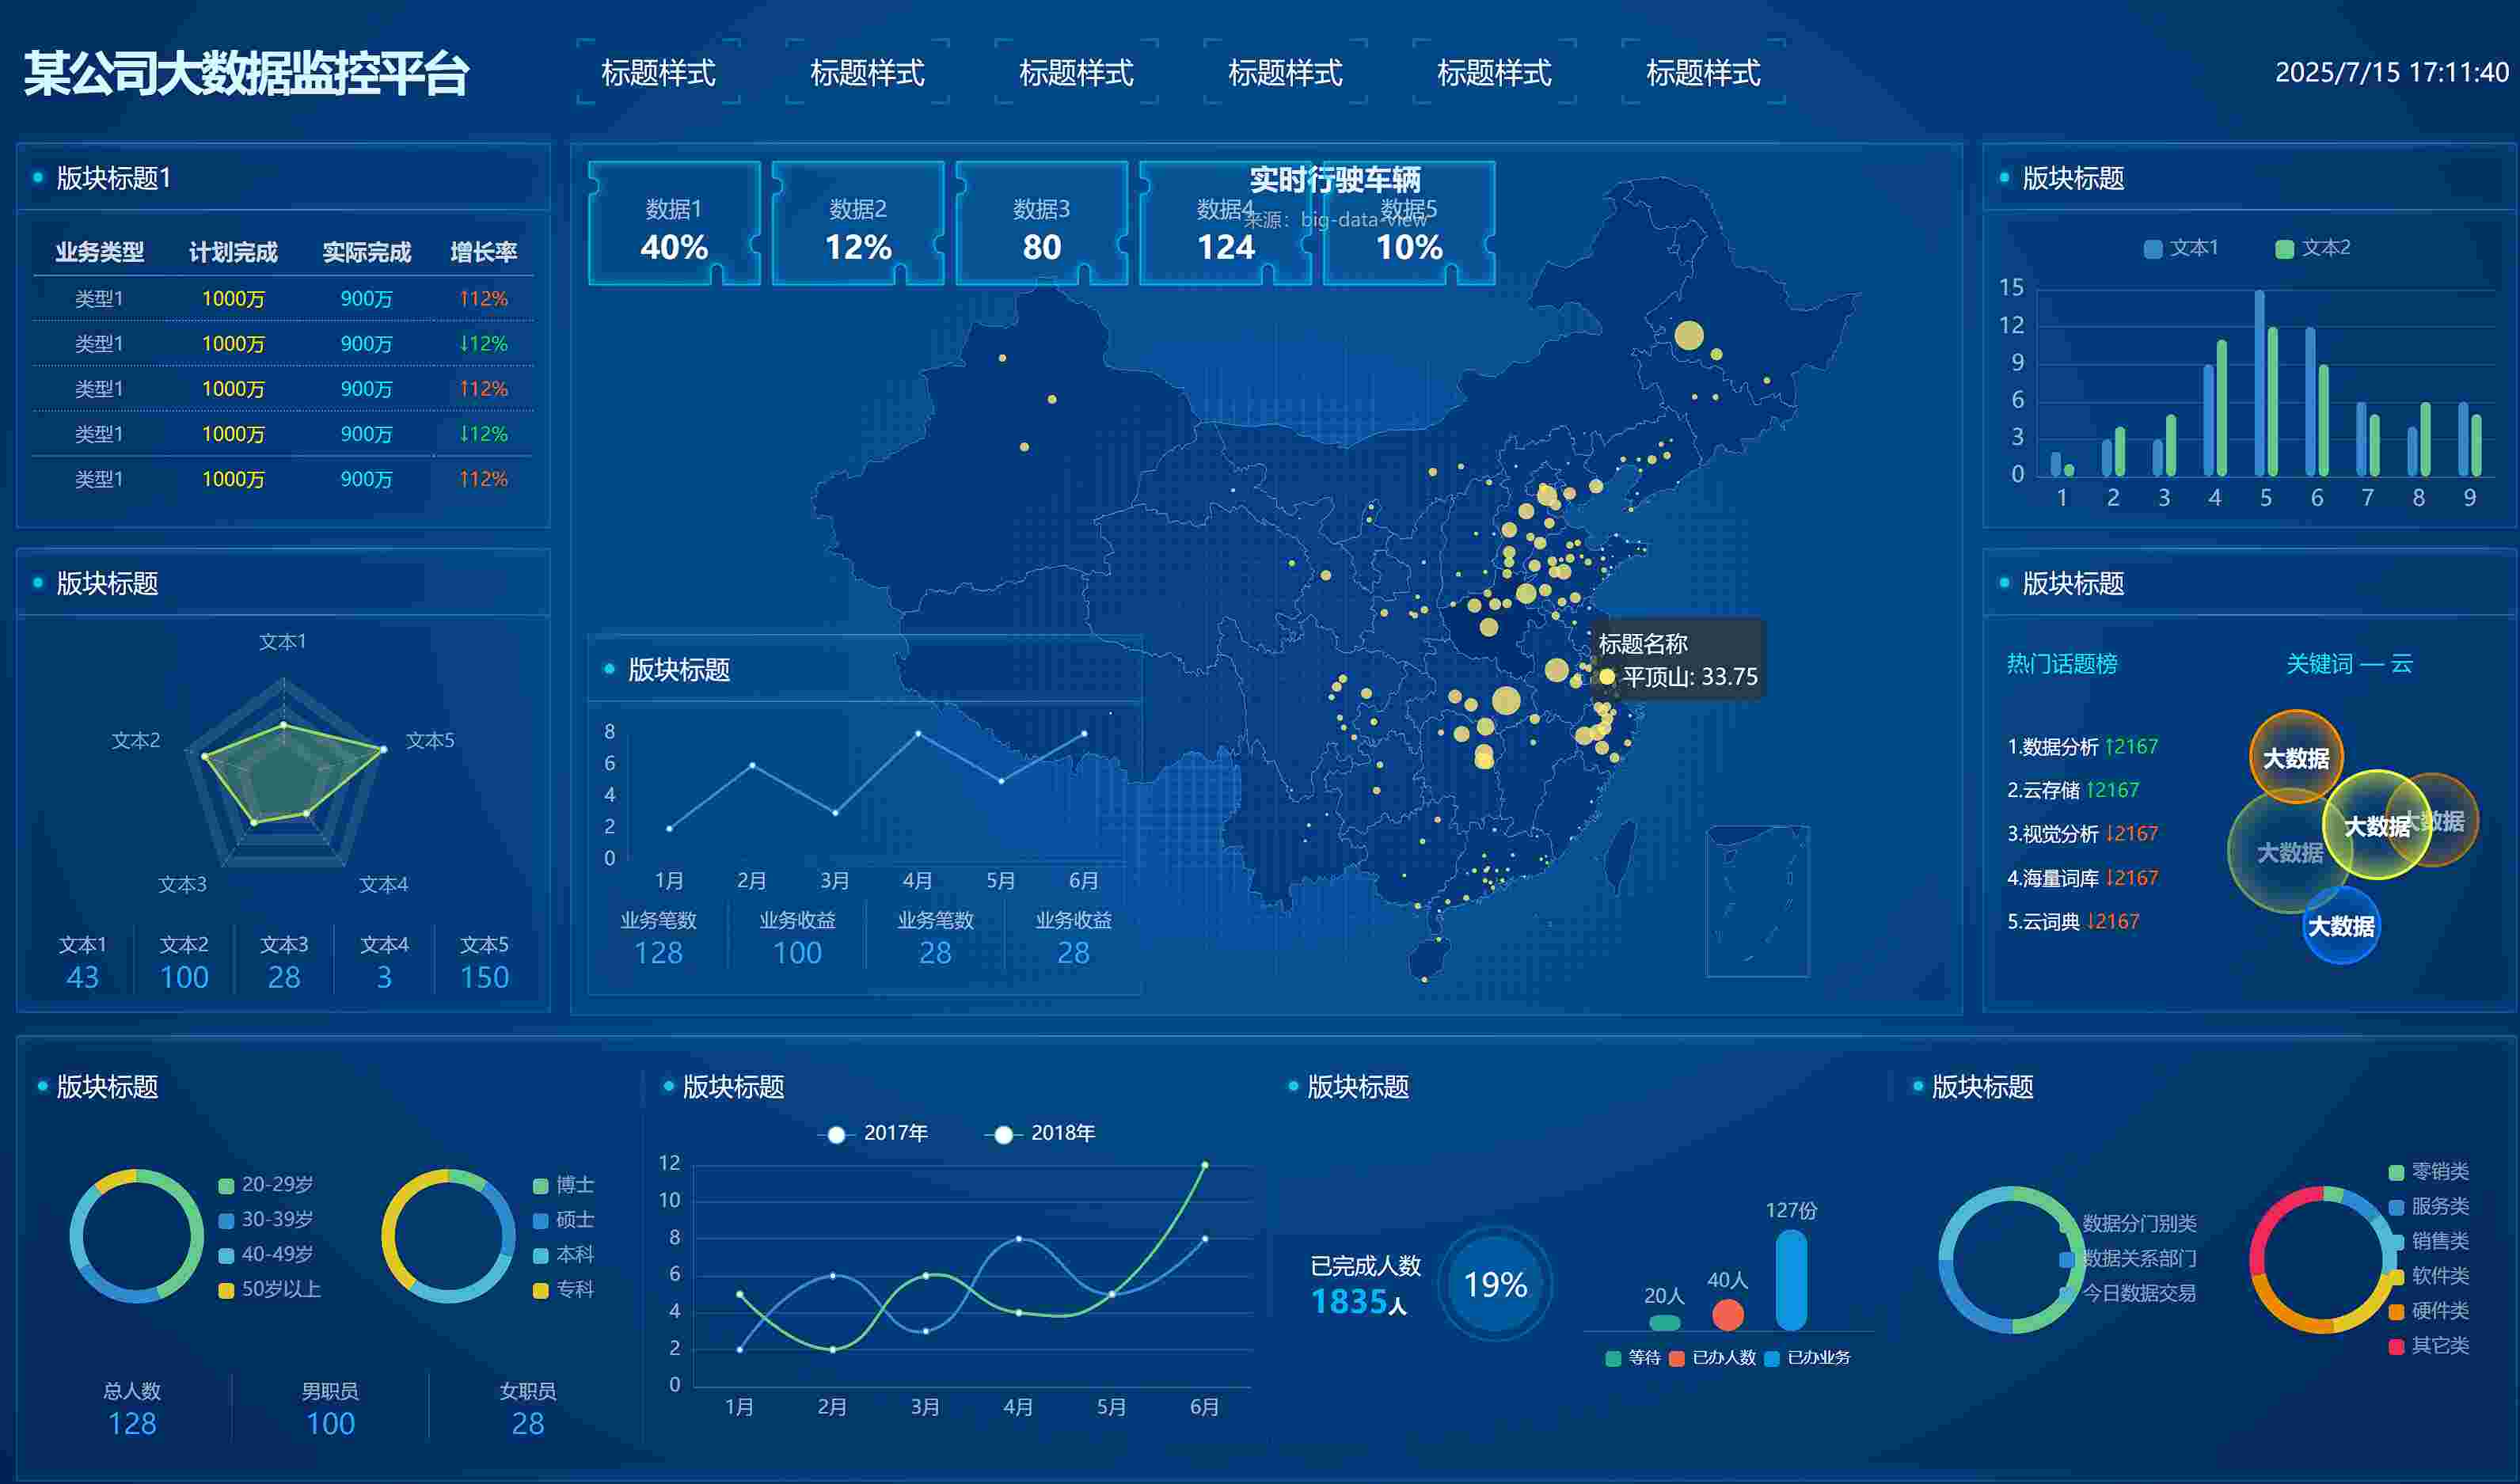 某公司大数据监控平台
标题样式 标题样式 标题样式 标题样式 标题样式 标题样式
2025/7/15 17:11:40
版块标题1
业务类型 计划完成 实际完成 增长率
类型1 1000万 900万 ↑12%
类型1 1000万 900万 ↓12%
类型1 1000万 900万 ↑12%
类型1 1000万 900万 ↓12%
类型1 1000万 900万 ↑12%
版块标题
文本1
文本2 文本5
文本3 文本4
文本1 文本2 文本3 文本4 文本5
43 100 28 3 150
实时行驶车辆
来源：big-data-view
数据1 数据2 数据3 数据4 数据5
40% 12% 80 124 10%
标题名称
平顶山: 33.75
版块标题
8
6
4
2
0
1月 2月 3月 4月 5月 6月
业务笔数 业务收益 业务笔数 业务收益
128 100 28 28
版块标题
文本1 文本2
15
12
9
6
3
0
1 2 3 4 5 6 7 8 9
版块标题
热门话题榜 关键词 — 云
1.数据分析 ↑2167
2.云存储 ↑2167
3.视觉分析 ↓2167
4.海量词库 ↓2167
5.云词典 ↓2167
大数据
大数据
大数据
大数据
大数据
版块标题
20-29岁
30-39岁
40-49岁
50岁以上
博士
硕士
本科
专科
总人数 男职员 女职员
128 100 28
版块标题
2017年 2018年
12
10
8
6
4
2
0
1月 2月 3月 4月 5月 6月
版块标题
已完成人数
1835人
19%
20人 40人 127份
等待 已办人数 已办业务
版块标题
数据分门别类
数据关系部门
今日数据交易
零销类
服务类
销售类
软件类
硬件类
其它类